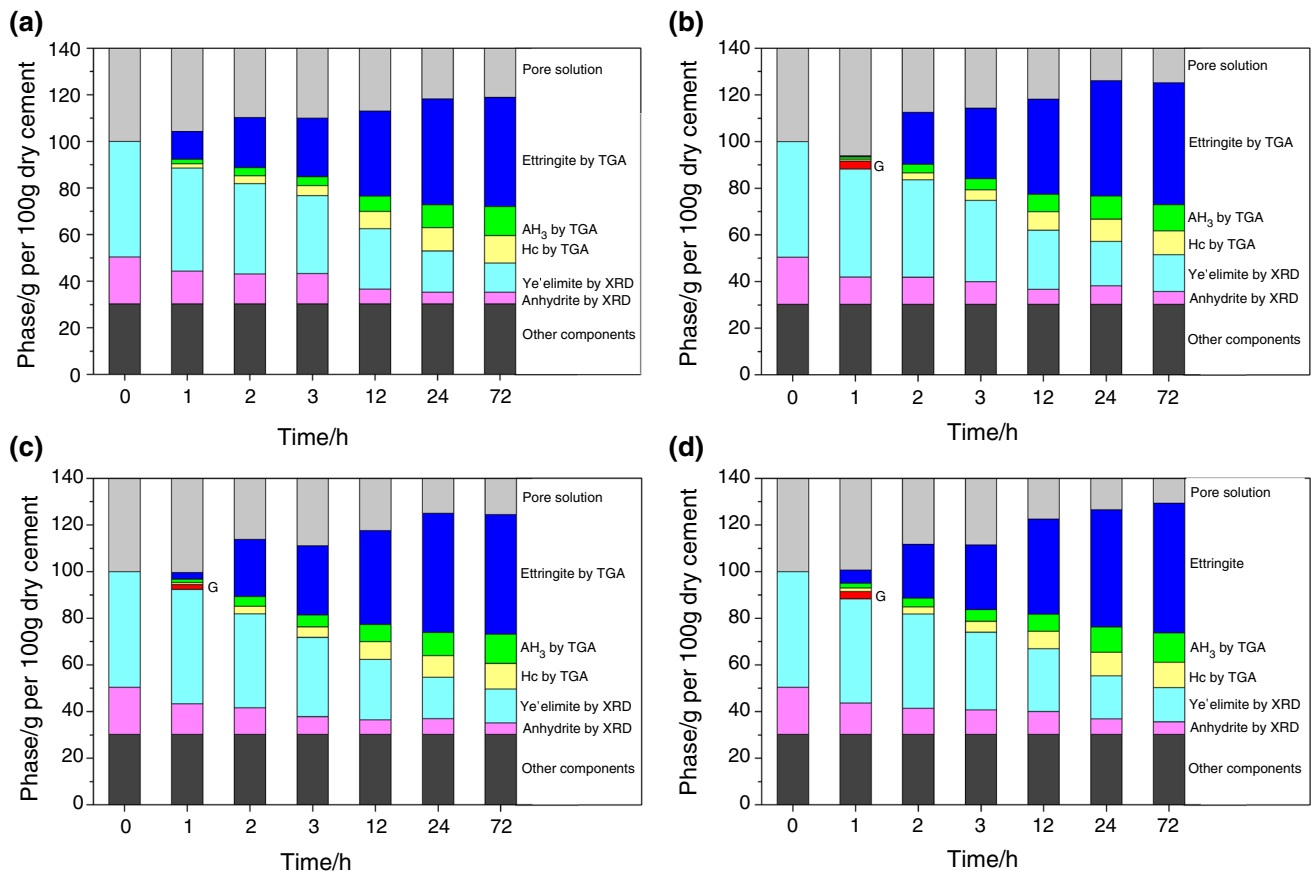 (a)
Phase/g per 100g dry cement
140
120
100
80
60
40
20
0
Pore solution
Ettringite by TGA
AH3 by TGA
Hc by TGA
Ye'elimite by XRD
Anhydrite by XRD
Other components
0 1 2 3 12 24 72
Time/h
(b)
Phase/g per 100g dry cement
140
120
100
80
60
40
20
0
G
Pore solution
Ettringite by TGA
AH3 by TGA
Hc by TGA
Ye'elimite by XRD
Anhydrite by XRD
Other components
0 1 2 3 12 24 72
Time/h
(c)
Phase/g per 100g dry cement
140
120
100
80
60
40
20
0
G
Pore solution
Ettringite by TGA
AH3 by TGA
Hc by TGA
Ye'elimite by XRD
Anhydrite by XRD
Other components
0 1 2 3 12 24 72
Time/h
(d)
Phase/g per 100g dry cement
140
120
100
80
60
40
20
0
G
Pore solution
Ettringite
AH3 by TGA
Hc by TGA
Ye'elimite by XRD
Anhydrite by XRD
Other components
0 1 2 3 12 24 72
Time/h